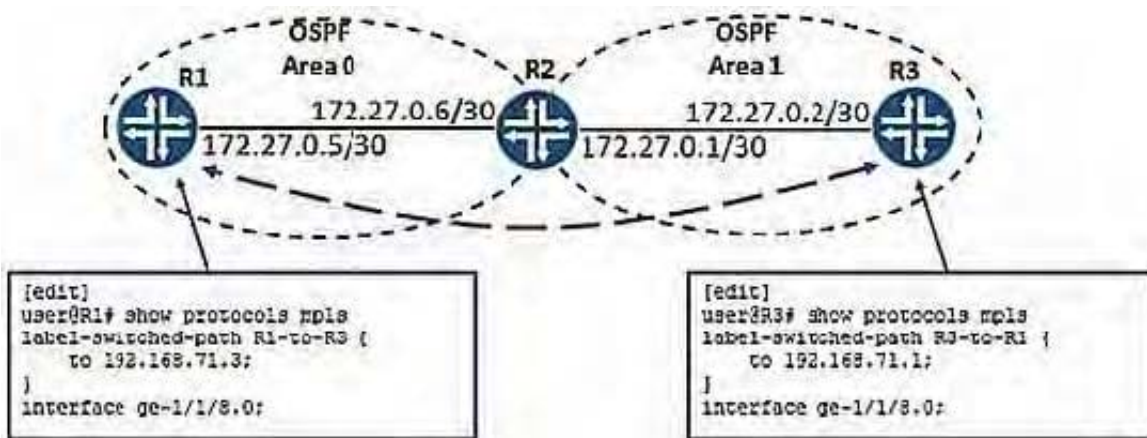 OSPF
Area 0
OSPF
Area 1
R1
R2
R3
172.27.0.6/30
172.27.0.5/30
172.27.0.2/30
172.27.0.1/30
[edit]
user@R1# show protocols mpls
label-switched-path R1-to-R3 {
to 192.168.71.3;
}
interface ge-1/1/8.0;
[edit]
user@R3# show protocols mpls
label-switched-path R3-to-R1 {
to 192.168.71.1;
}
interface ge-1/1/8.0;